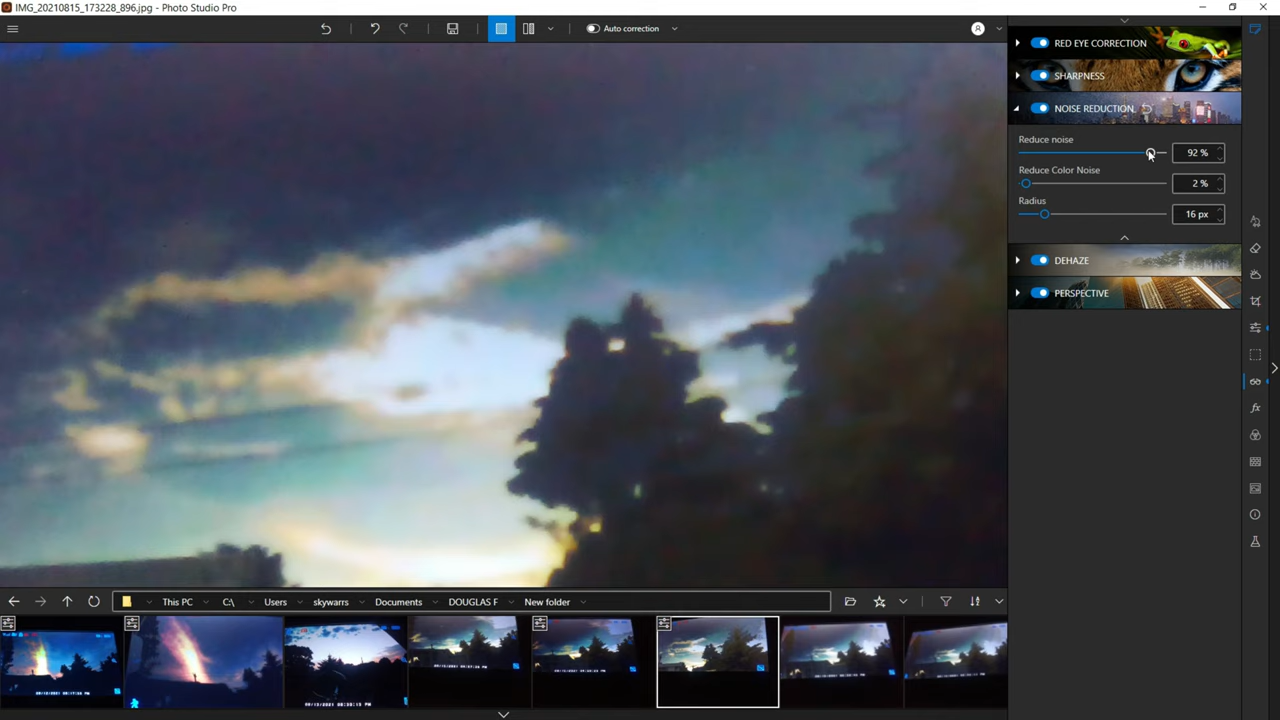 IMG_20210815_173228_896.jpg - Photo Studio Pro
Auto correction
RED EYE CORRECTION
SHARPNESS
NOISE REDUCTION
Reduce noise
92 %
Reduce Color Noise
2 %
Radius
16 px
DEHAZE
PERSPECTIVE
This PC
C:\
Users
skywarrs
Documents
DOUGLAS F
New folder